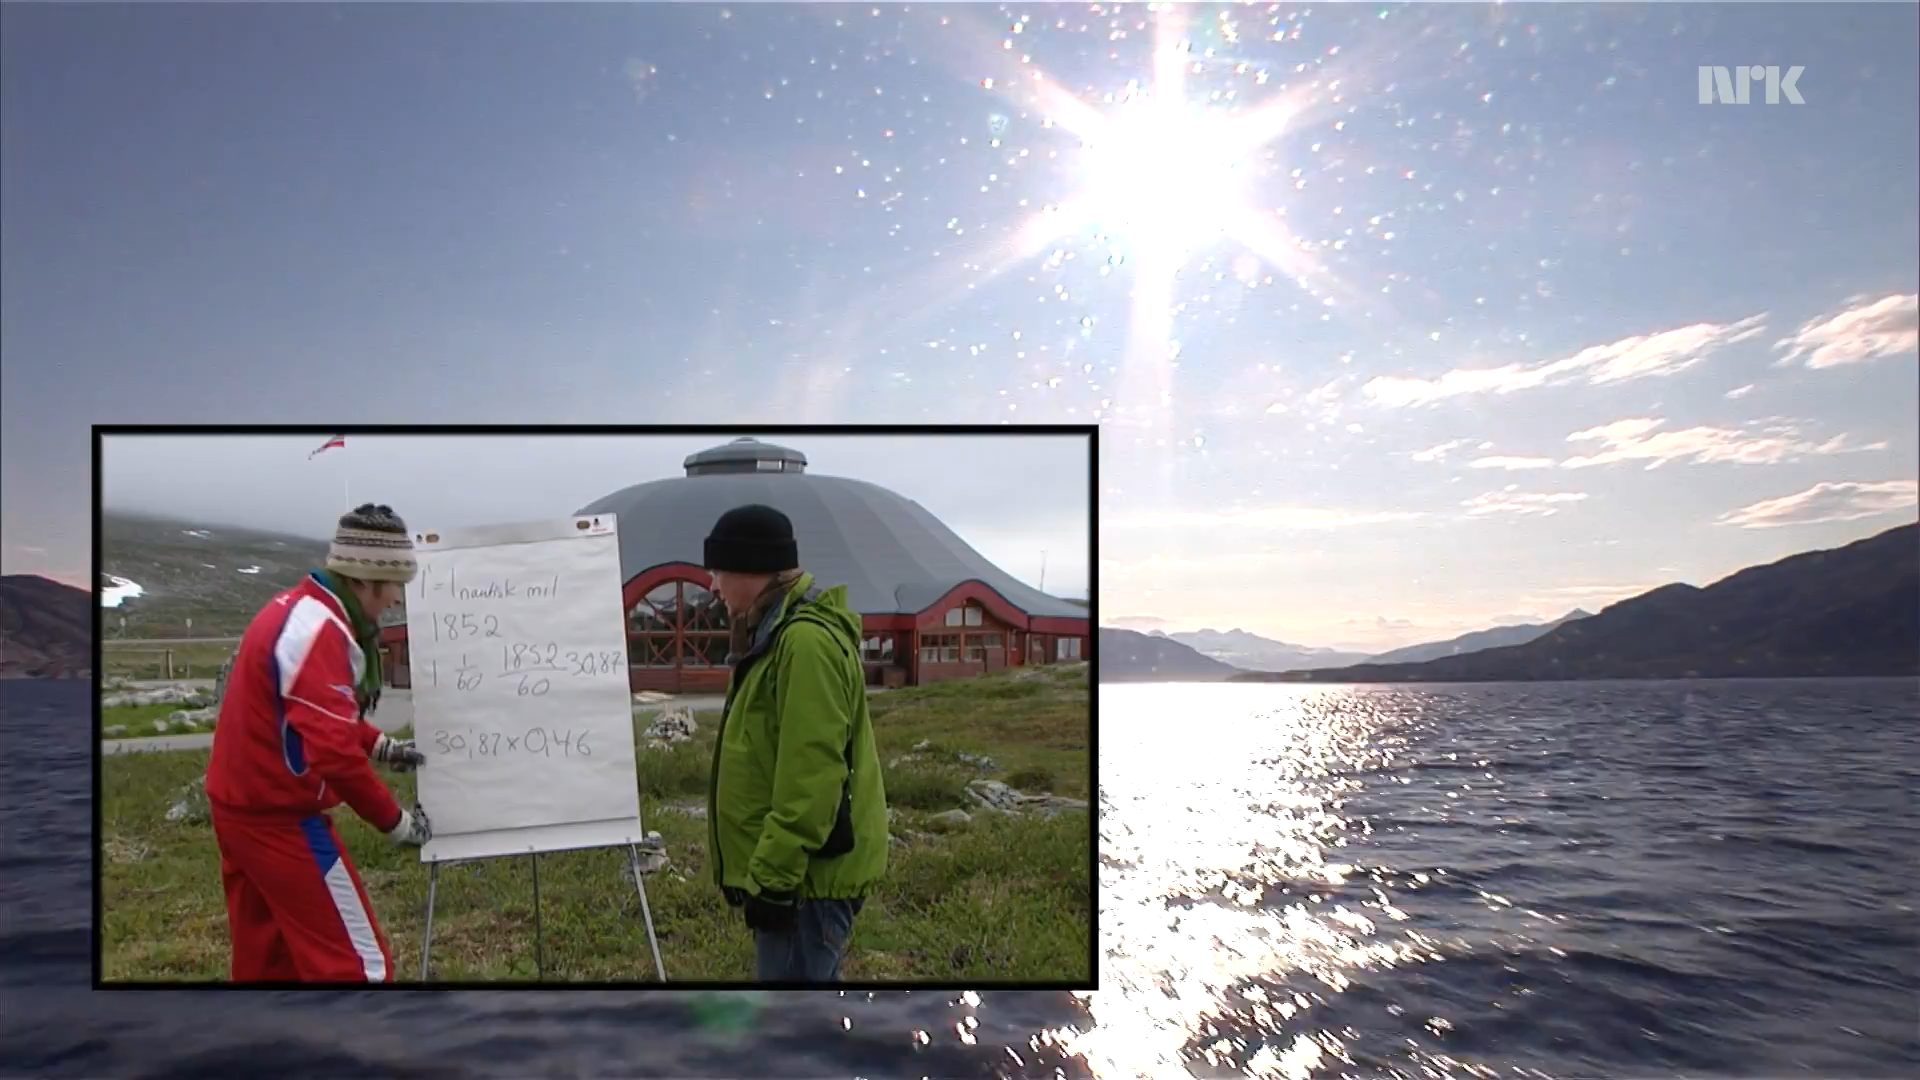 NRK
1' = 1 nautisk mil
1852
1 1/60 1852/60 30,87
30,87 x 0,46